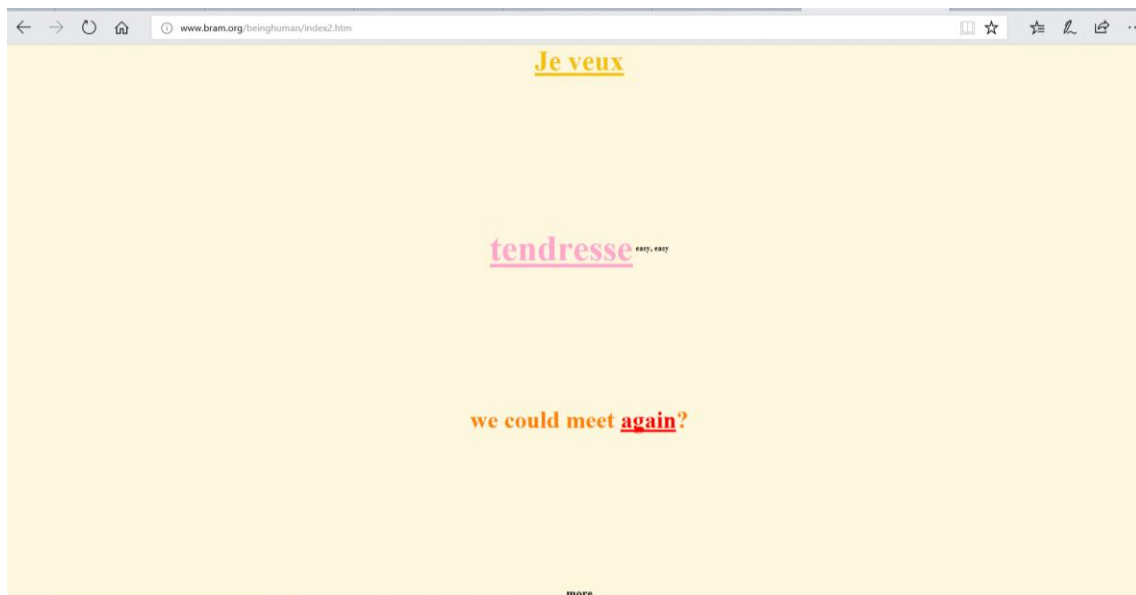 www.bram.org/beinghuman/index2.htm
Je veux
tendresse easy, easy
we could meet again?
more